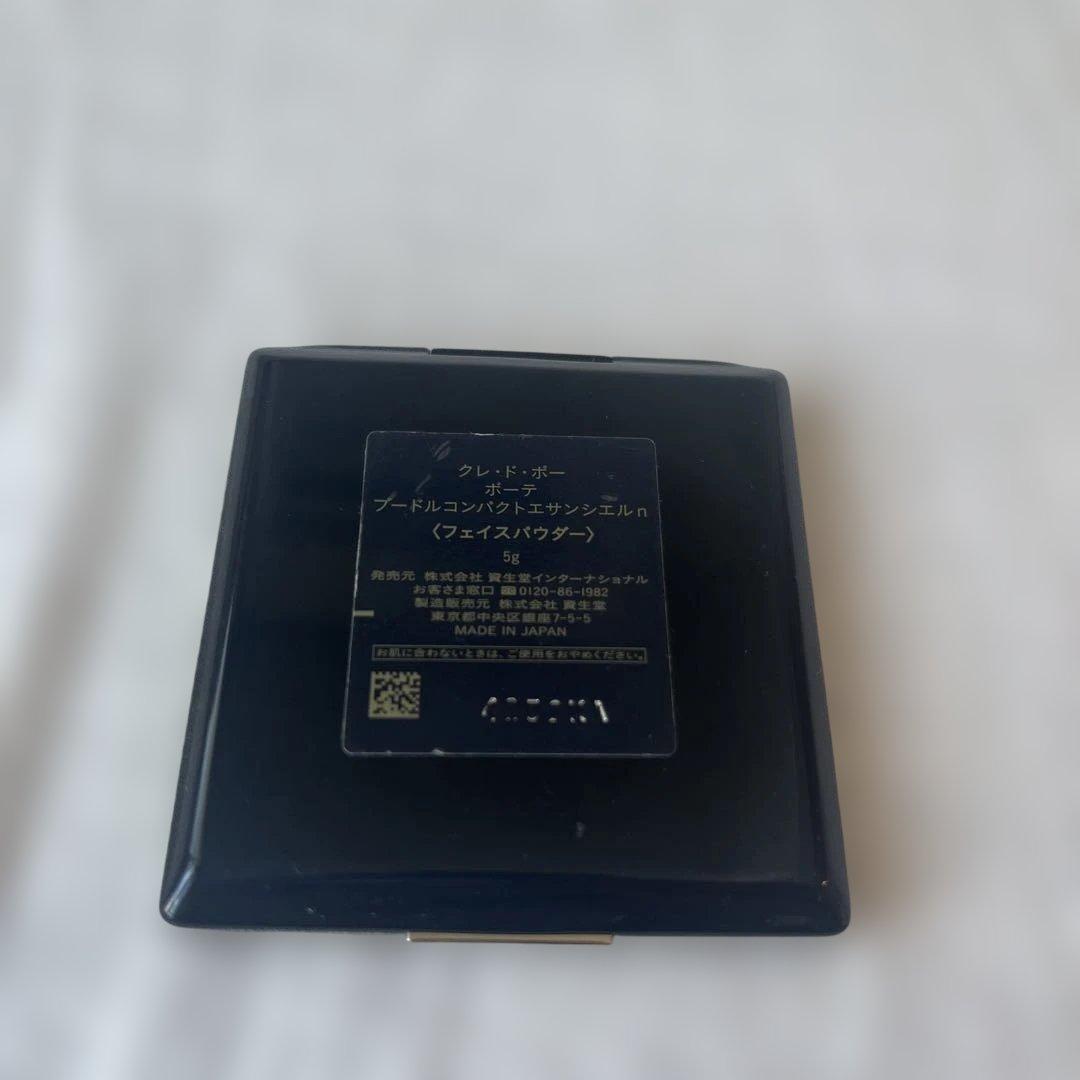 クレ・ド・ポー
ボーテ
プードルコンパクトエサンシエルn
〈フェイスパウダー〉
5g
発売元 株式会社 資生堂インターナショナル
お客さま窓口 0120-86-1982
製造販売元 株式会社 資生堂
東京都中央区銀座7-5-5
MADE IN JAPAN
お肌に合わないときは、ご使用をおやめください。